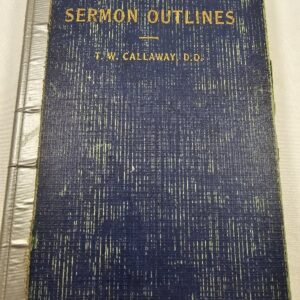 SERMON OUTLINES
T. W. CALLAWAY, D.D.